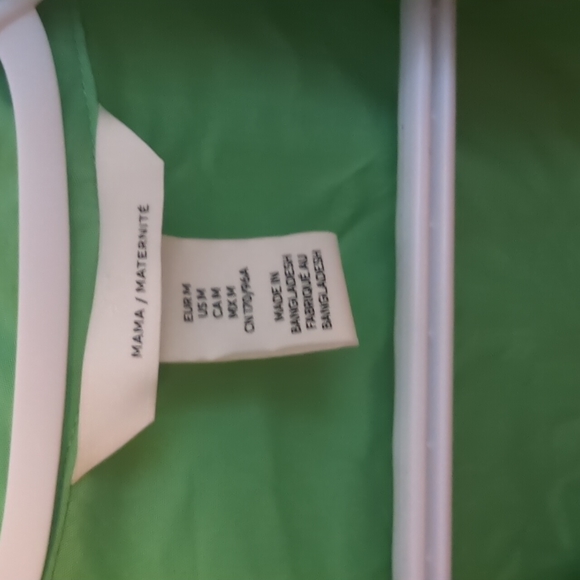 MAMA / MATERNITÉ
EUR M
US M
CA M
MX M
CN 170/96A
MADE IN
BANGLADESH
FABRIQUÉ AU
BANGLADESH